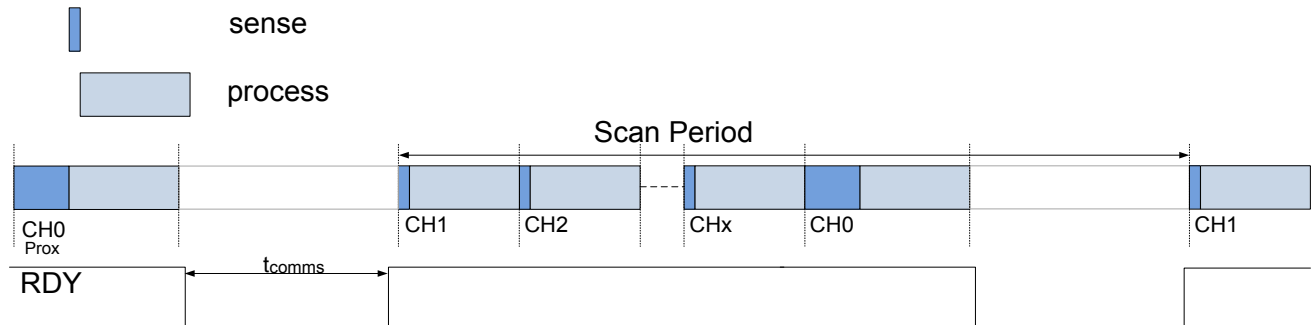 sense
process
Scan Period
CH0
Prox
CH1
CH2
CHx
CH0
CH1
RDY
tcomms